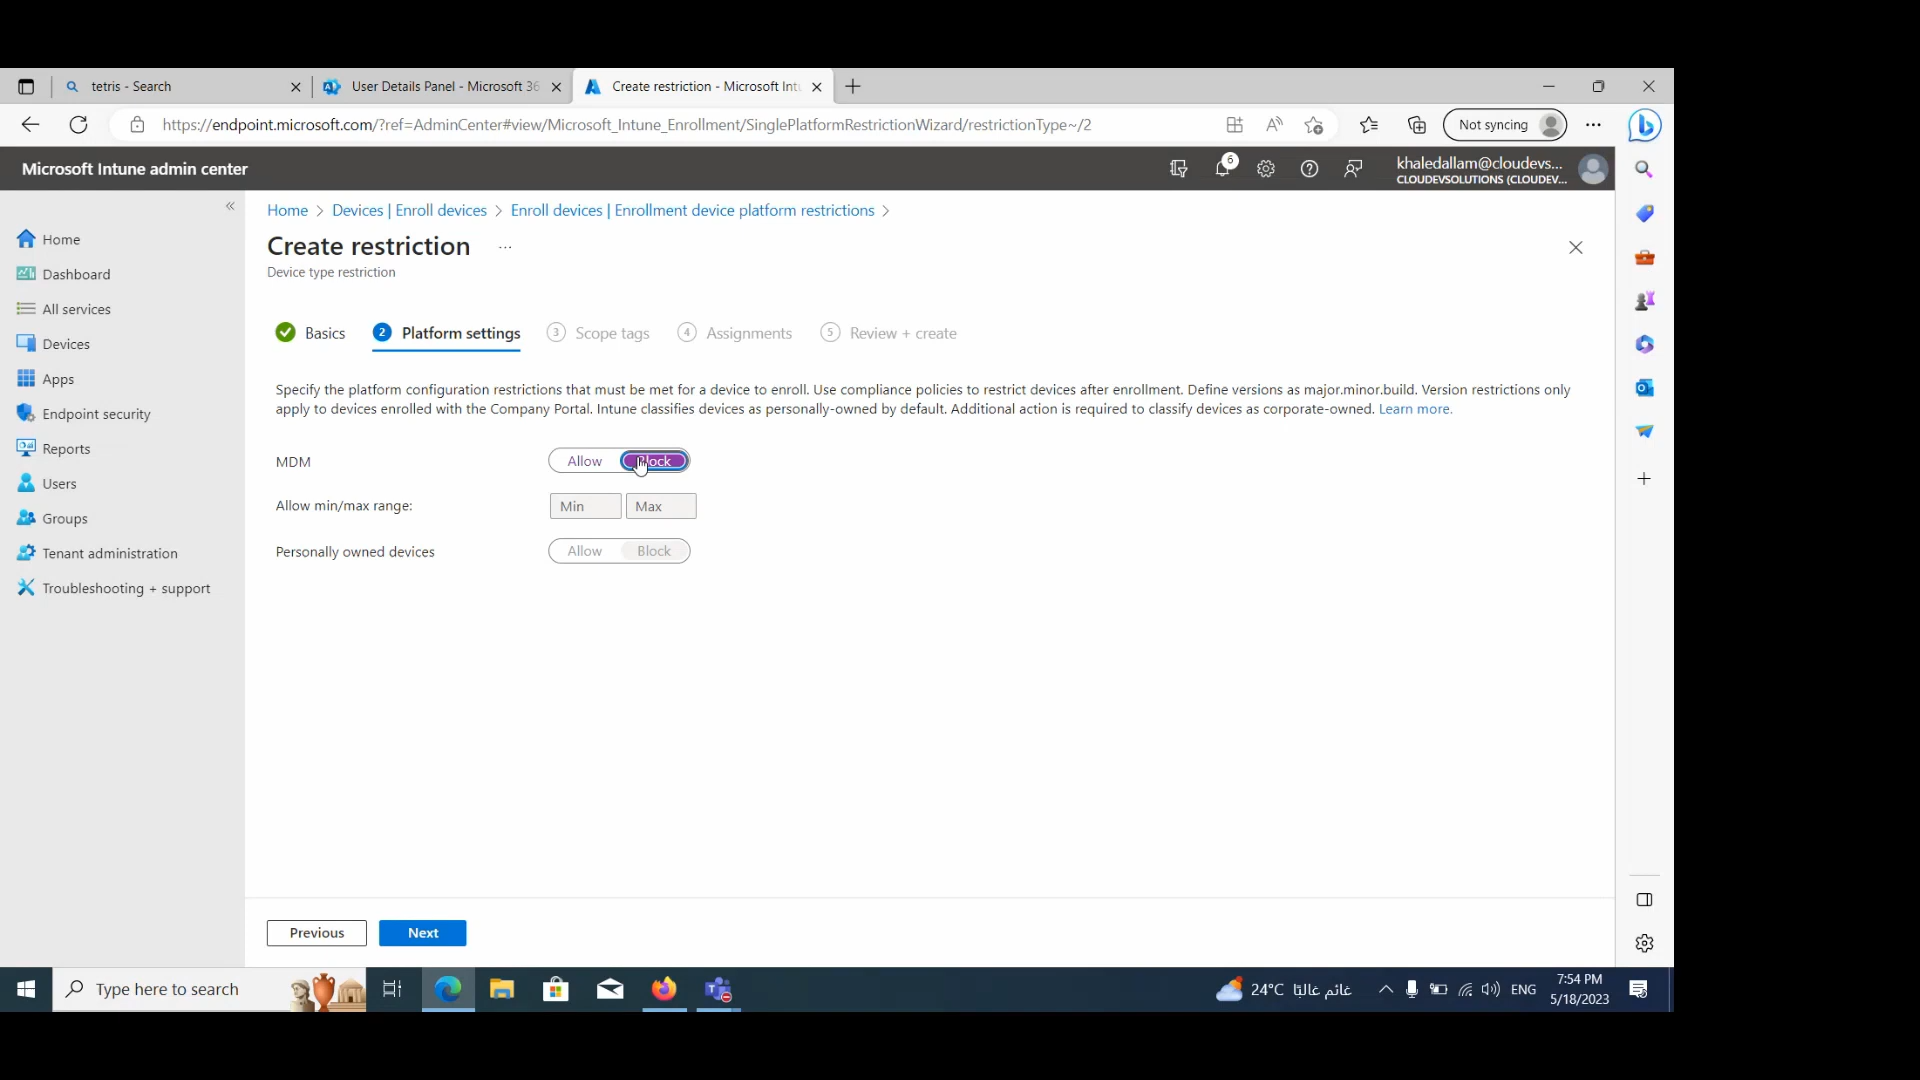 tetris - Search
User Details Panel - Microsoft 36
Create restriction - Microsoft Int
https://endpoint.microsoft.com/?ref=AdminCenter#view/Microsoft_Intune_Enrollment/SinglePlatformRestrictionWizard/restrictionType~/2
Not syncing
Microsoft Intune admin center
6
khaledallam@cloudevs...
CLOUDEVSOLUTIONS (CLOUDEV...
Home
Dashboard
All services
Devices
Apps
Endpoint security
Reports
Users
Groups
Tenant administration
Troubleshooting + support
Home > Devices | Enroll devices > Enroll devices | Enrollment device platform restrictions >
Create restriction ...
Device type restriction
Basics 2 Platform settings 3 Scope tags 4 Assignments 5 Review + create
Specify the platform configuration restrictions that must be met for a device to enroll. Use compliance policies to restrict devices after enrollment. Define versions as major.minor.build. Version restrictions only
apply to devices enrolled with the Company Portal. Intune classifies devices as personally-owned by default. Additional action is required to classify devices as corporate-owned. Learn more.
MDM Allow Block
Allow min/max range: Min Max
Personally owned devices Allow Block
Previous Next
Type here to search
24°C غائم غالبًا
ENG
7:54 PM
5/18/2023